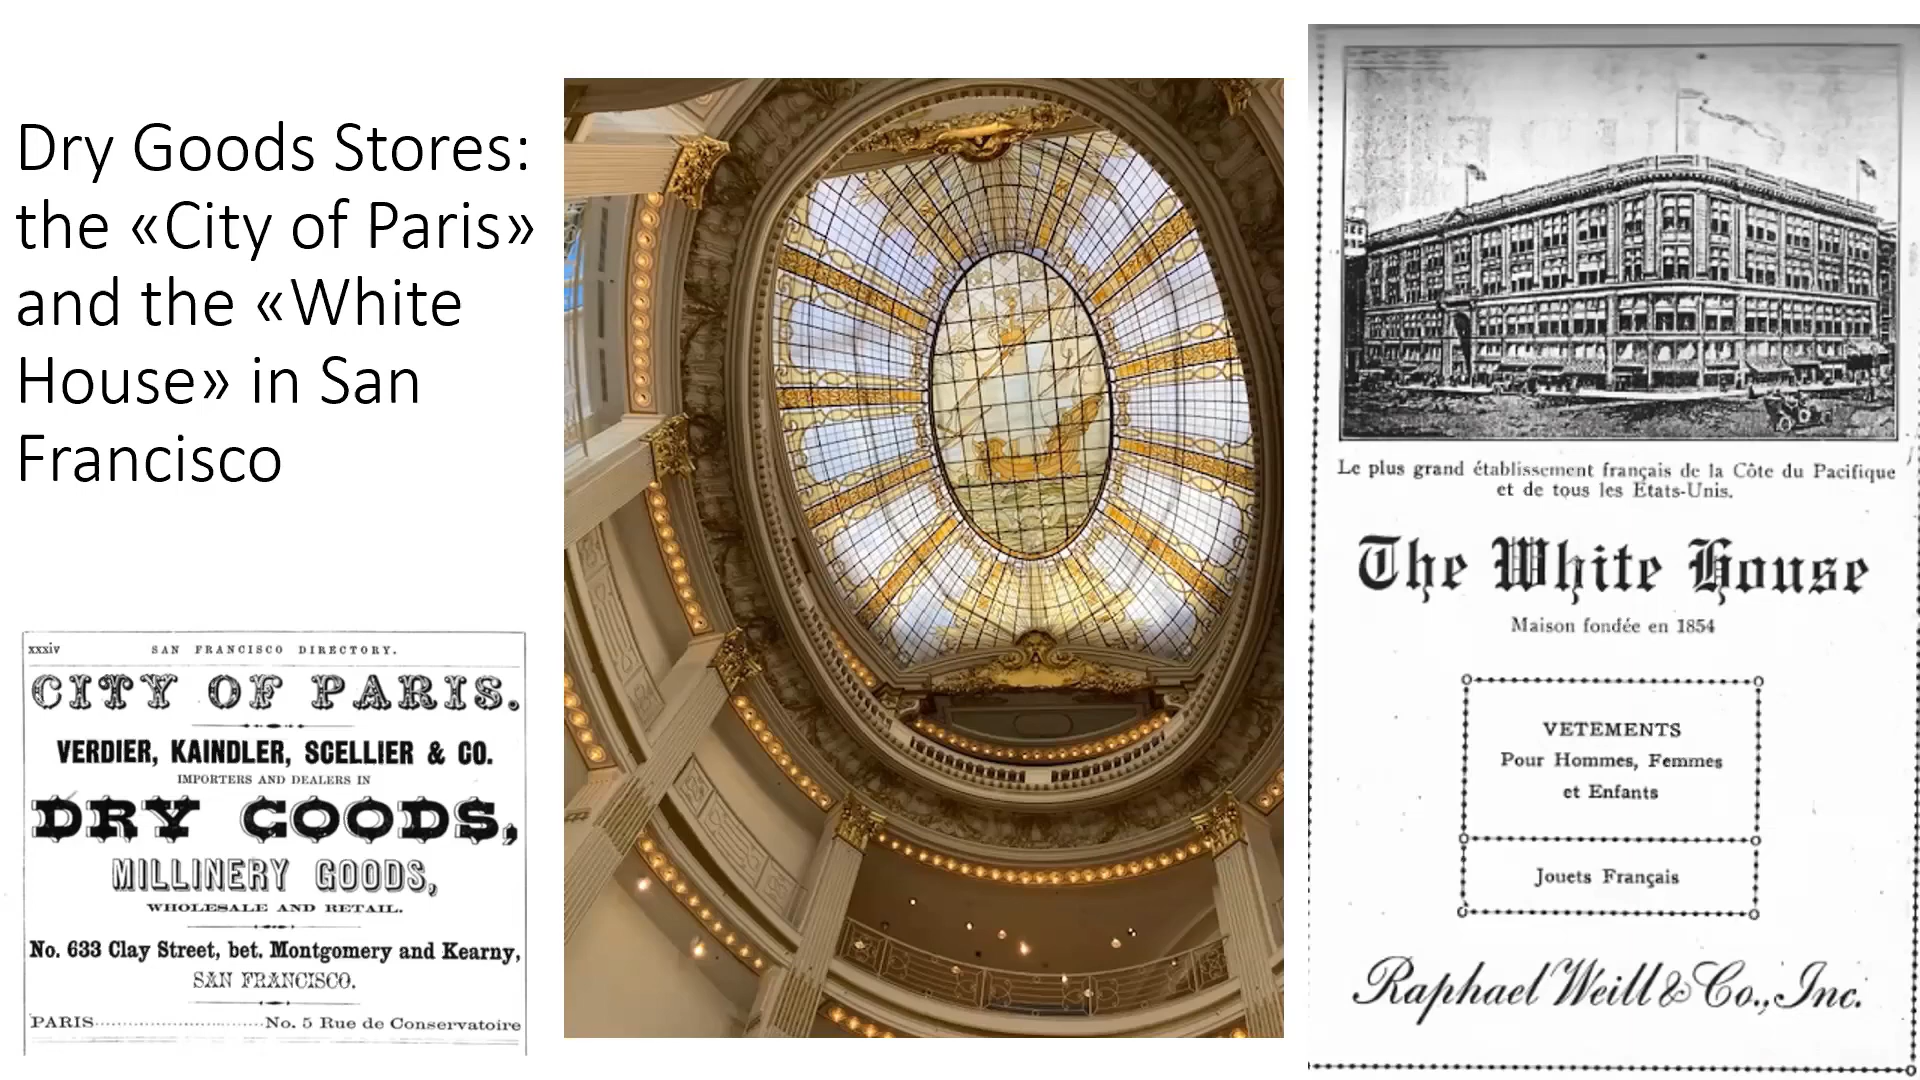 Dry Goods Stores:
the «City of Paris»
and the «White
House» in San
Francisco
xxxiv SAN FRANCISCO DIRECTORY.
CITY OF PARIS.
VERDIER, KAINDLER, SCELLIER & CO.
IMPORTERS AND DEALERS IN
DRY GOODS,
MILLINERY GOODS,
WHOLESALE AND RETAIL.
No. 633 Clay Street, bet. Montgomery and Kearny,
SAN FRANCISCO.
PARIS........................No. 5 Rue de Conservatoire
Le plus grand établissement français de la Côte du Pacifique
et de tous les Etats-Unis.
The White House
Maison fondée en 1854
VETEMENTS
Pour Hommes, Femmes
et Enfants
Jouets Français
Raphael Weill & Co., Inc.